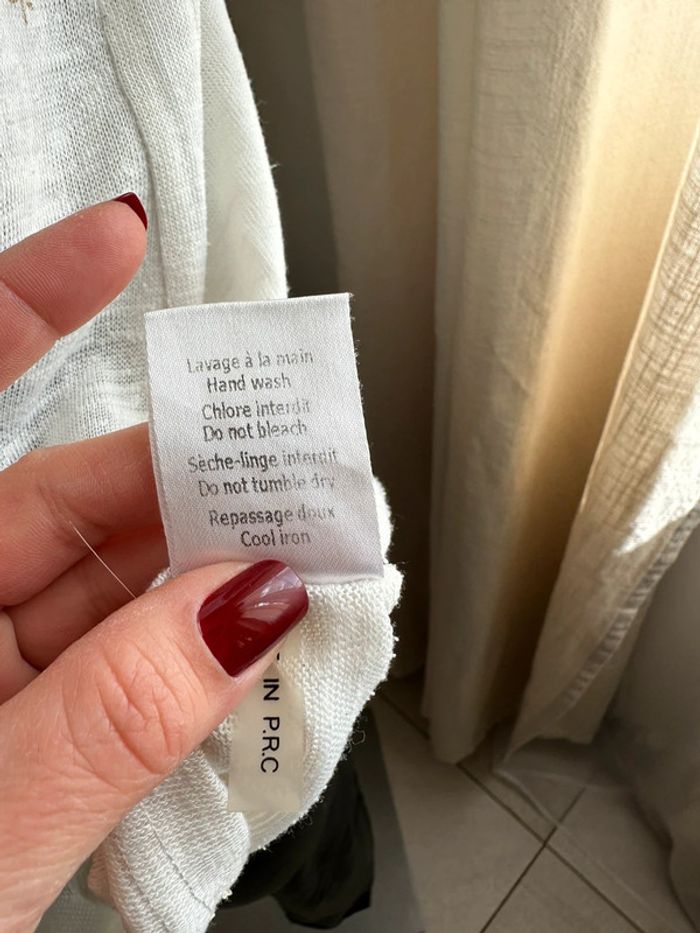 Lavage à la main
Hand wash
Chlore interdit
Do not bleach
Sèche-linge interdit
Do not tumble dry
Repassage doux
Cool iron
IN P.R.C